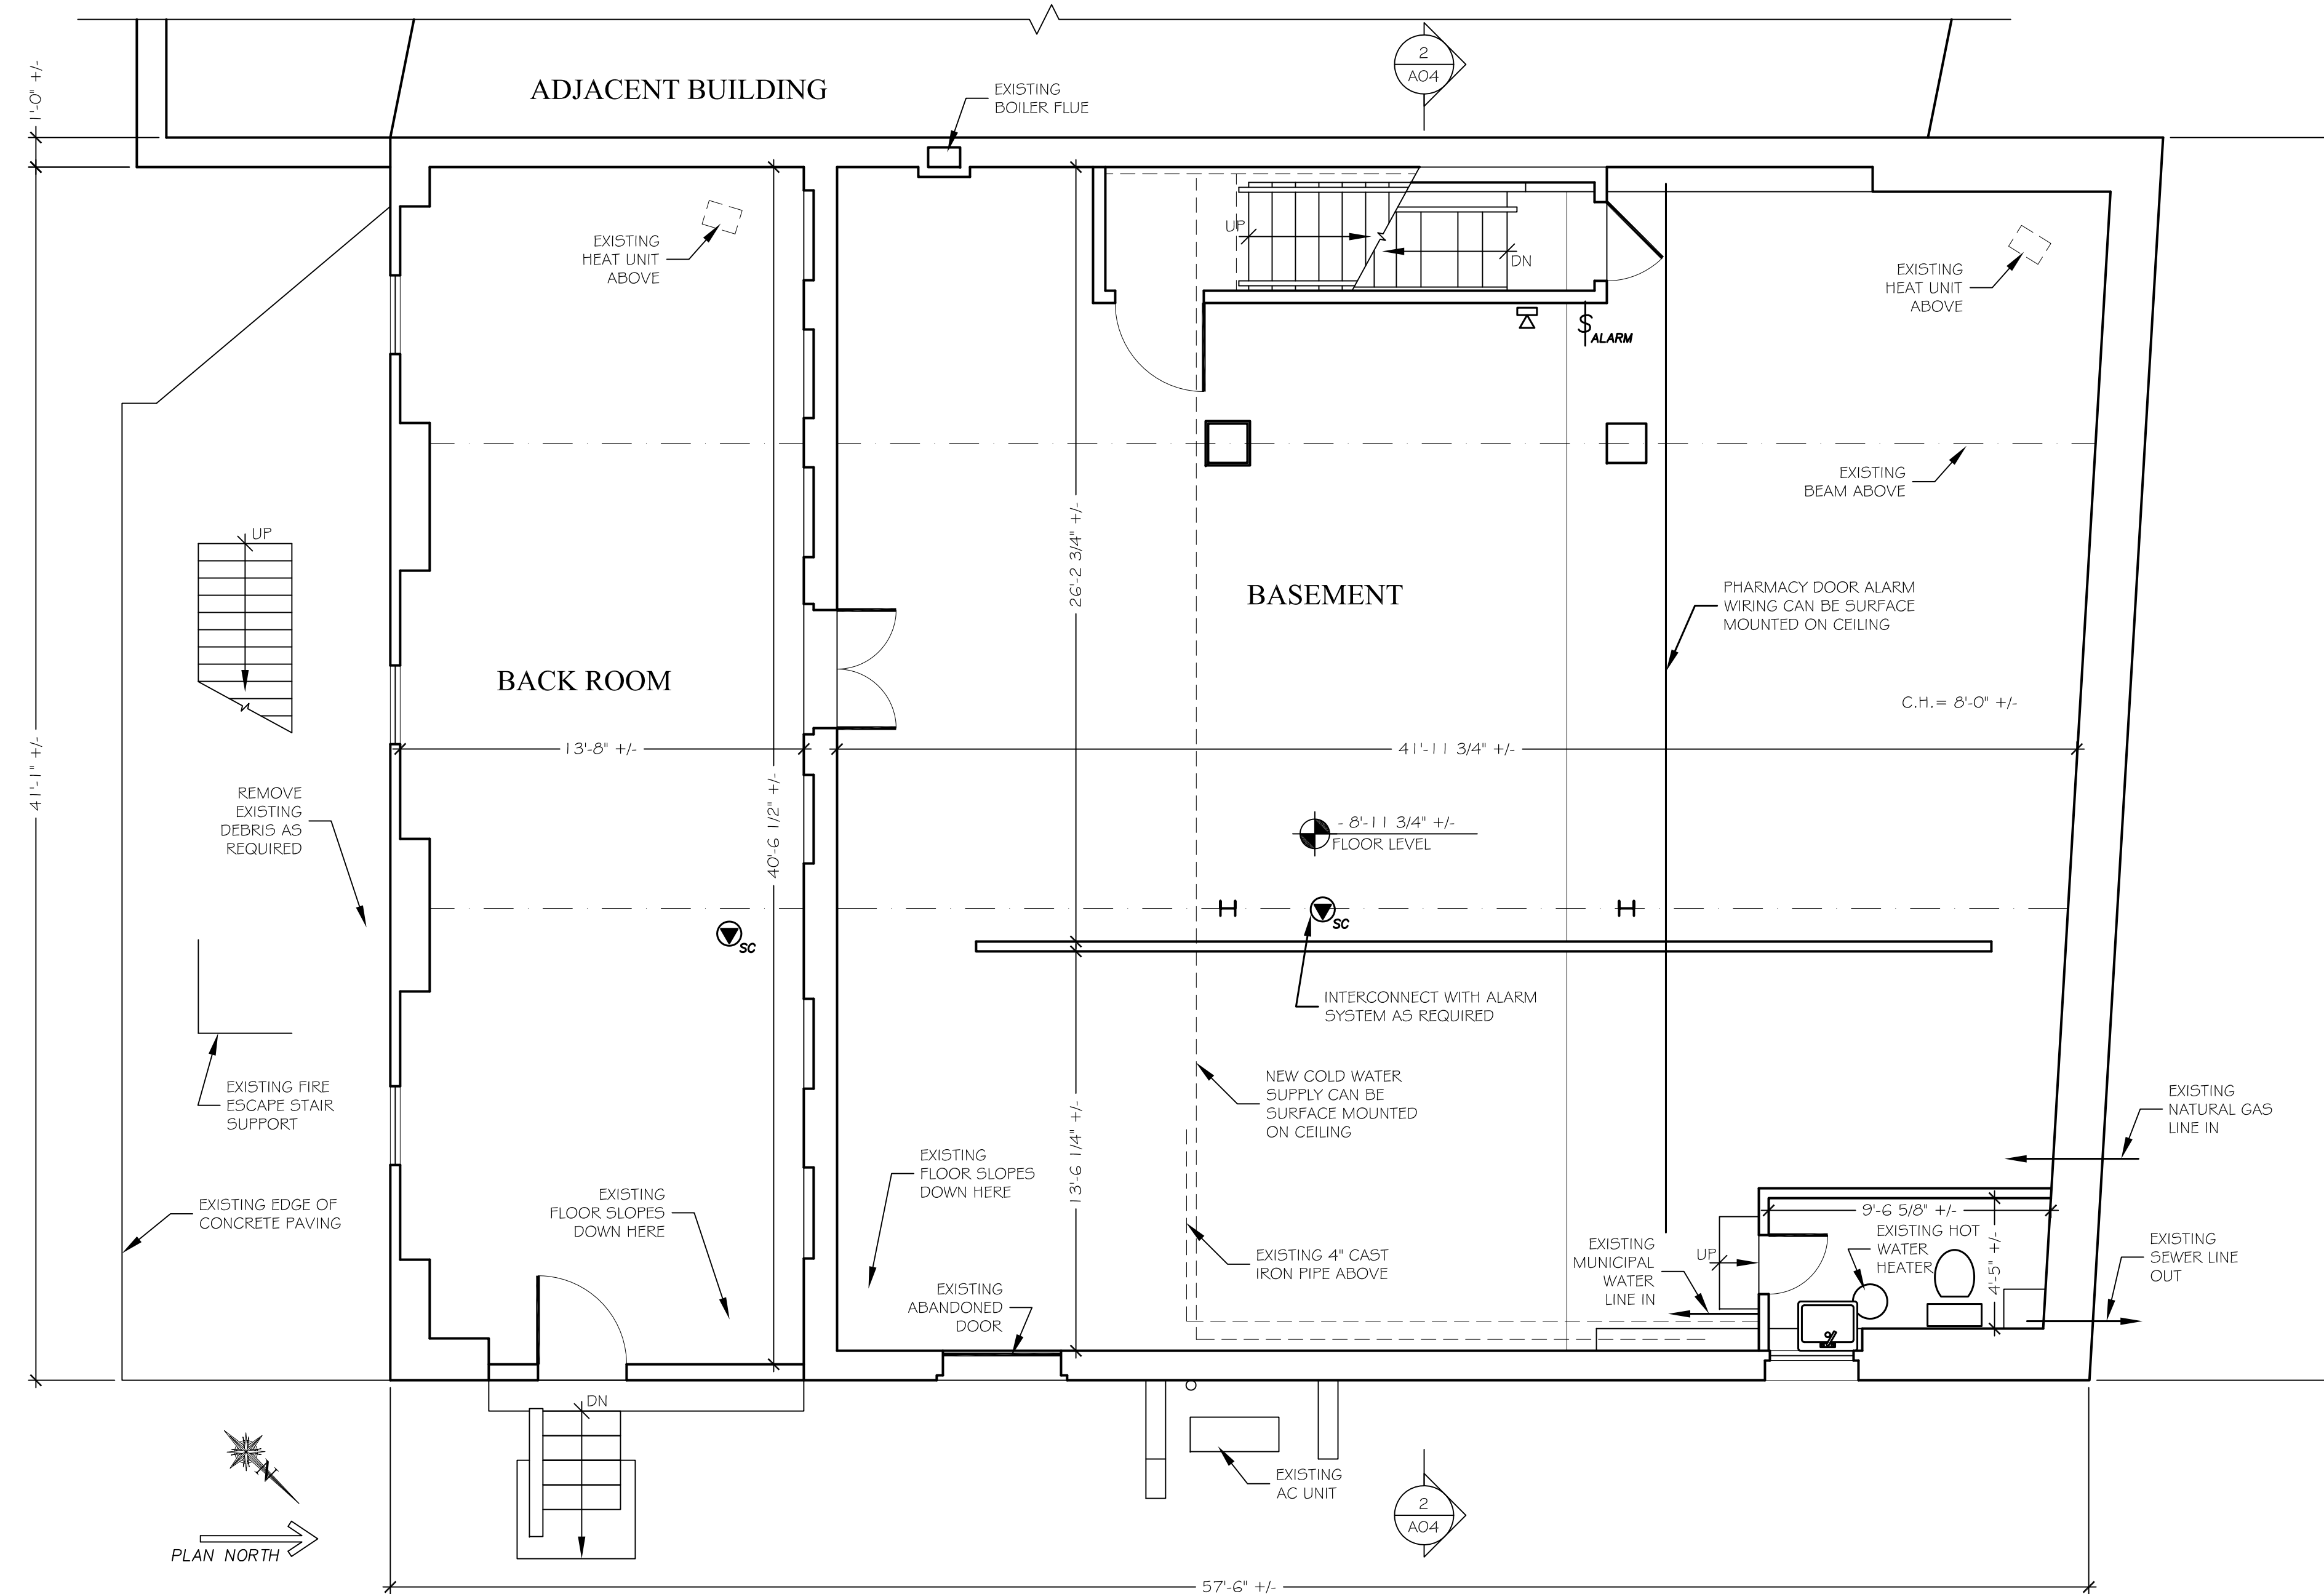 2
A04
1'-0" +/-
ADJACENT BUILDING
EXISTING
BOILER FLUE
EXISTING
HEAT UNIT
ABOVE
UP
DN
EXISTING
HEAT UNIT
ABOVE
S
ALARM
EXISTING
BEAM ABOVE
UP
26'-2 3/4" +/-
BASEMENT
PHARMACY DOOR ALARM
WIRING CAN BE SURFACE
MOUNTED ON CEILING
BACK ROOM
C.H.= 8'-0" +/-
13'-8" +/-
41'-11 3/4" +/-
41'-1" +/-
REMOVE
EXISTING
DEBRIS AS
REQUIRED
40'-6 1/2" +/-
- 8'-11 3/4" +/-
FLOOR LEVEL
SC
SC
INTERCONNECT WITH ALARM
SYSTEM AS REQUIRED
EXISTING FIRE
ESCAPE STAIR
SUPPORT
NEW COLD WATER
SUPPLY CAN BE
SURFACE MOUNTED
ON CEILING
EXISTING
NATURAL GAS
LINE IN
13'-6 1/4" +/-
EXISTING
FLOOR SLOPES
DOWN HERE
EXISTING EDGE OF
CONCRETE PAVING
EXISTING
FLOOR SLOPES
DOWN HERE
9'-6 5/8" +/-
EXISTING HOT
WATER
HEATER
4'-5" +/-
EXISTING
MUNICIPAL
WATER
LINE IN
UP
EXISTING 4" CAST
IRON PIPE ABOVE
EXISTING
SEWER LINE
OUT
EXISTING
ABANDONED
DOOR
DN
EXISTING
AC UNIT
2
A04
N
PLAN NORTH
57'-6" +/-